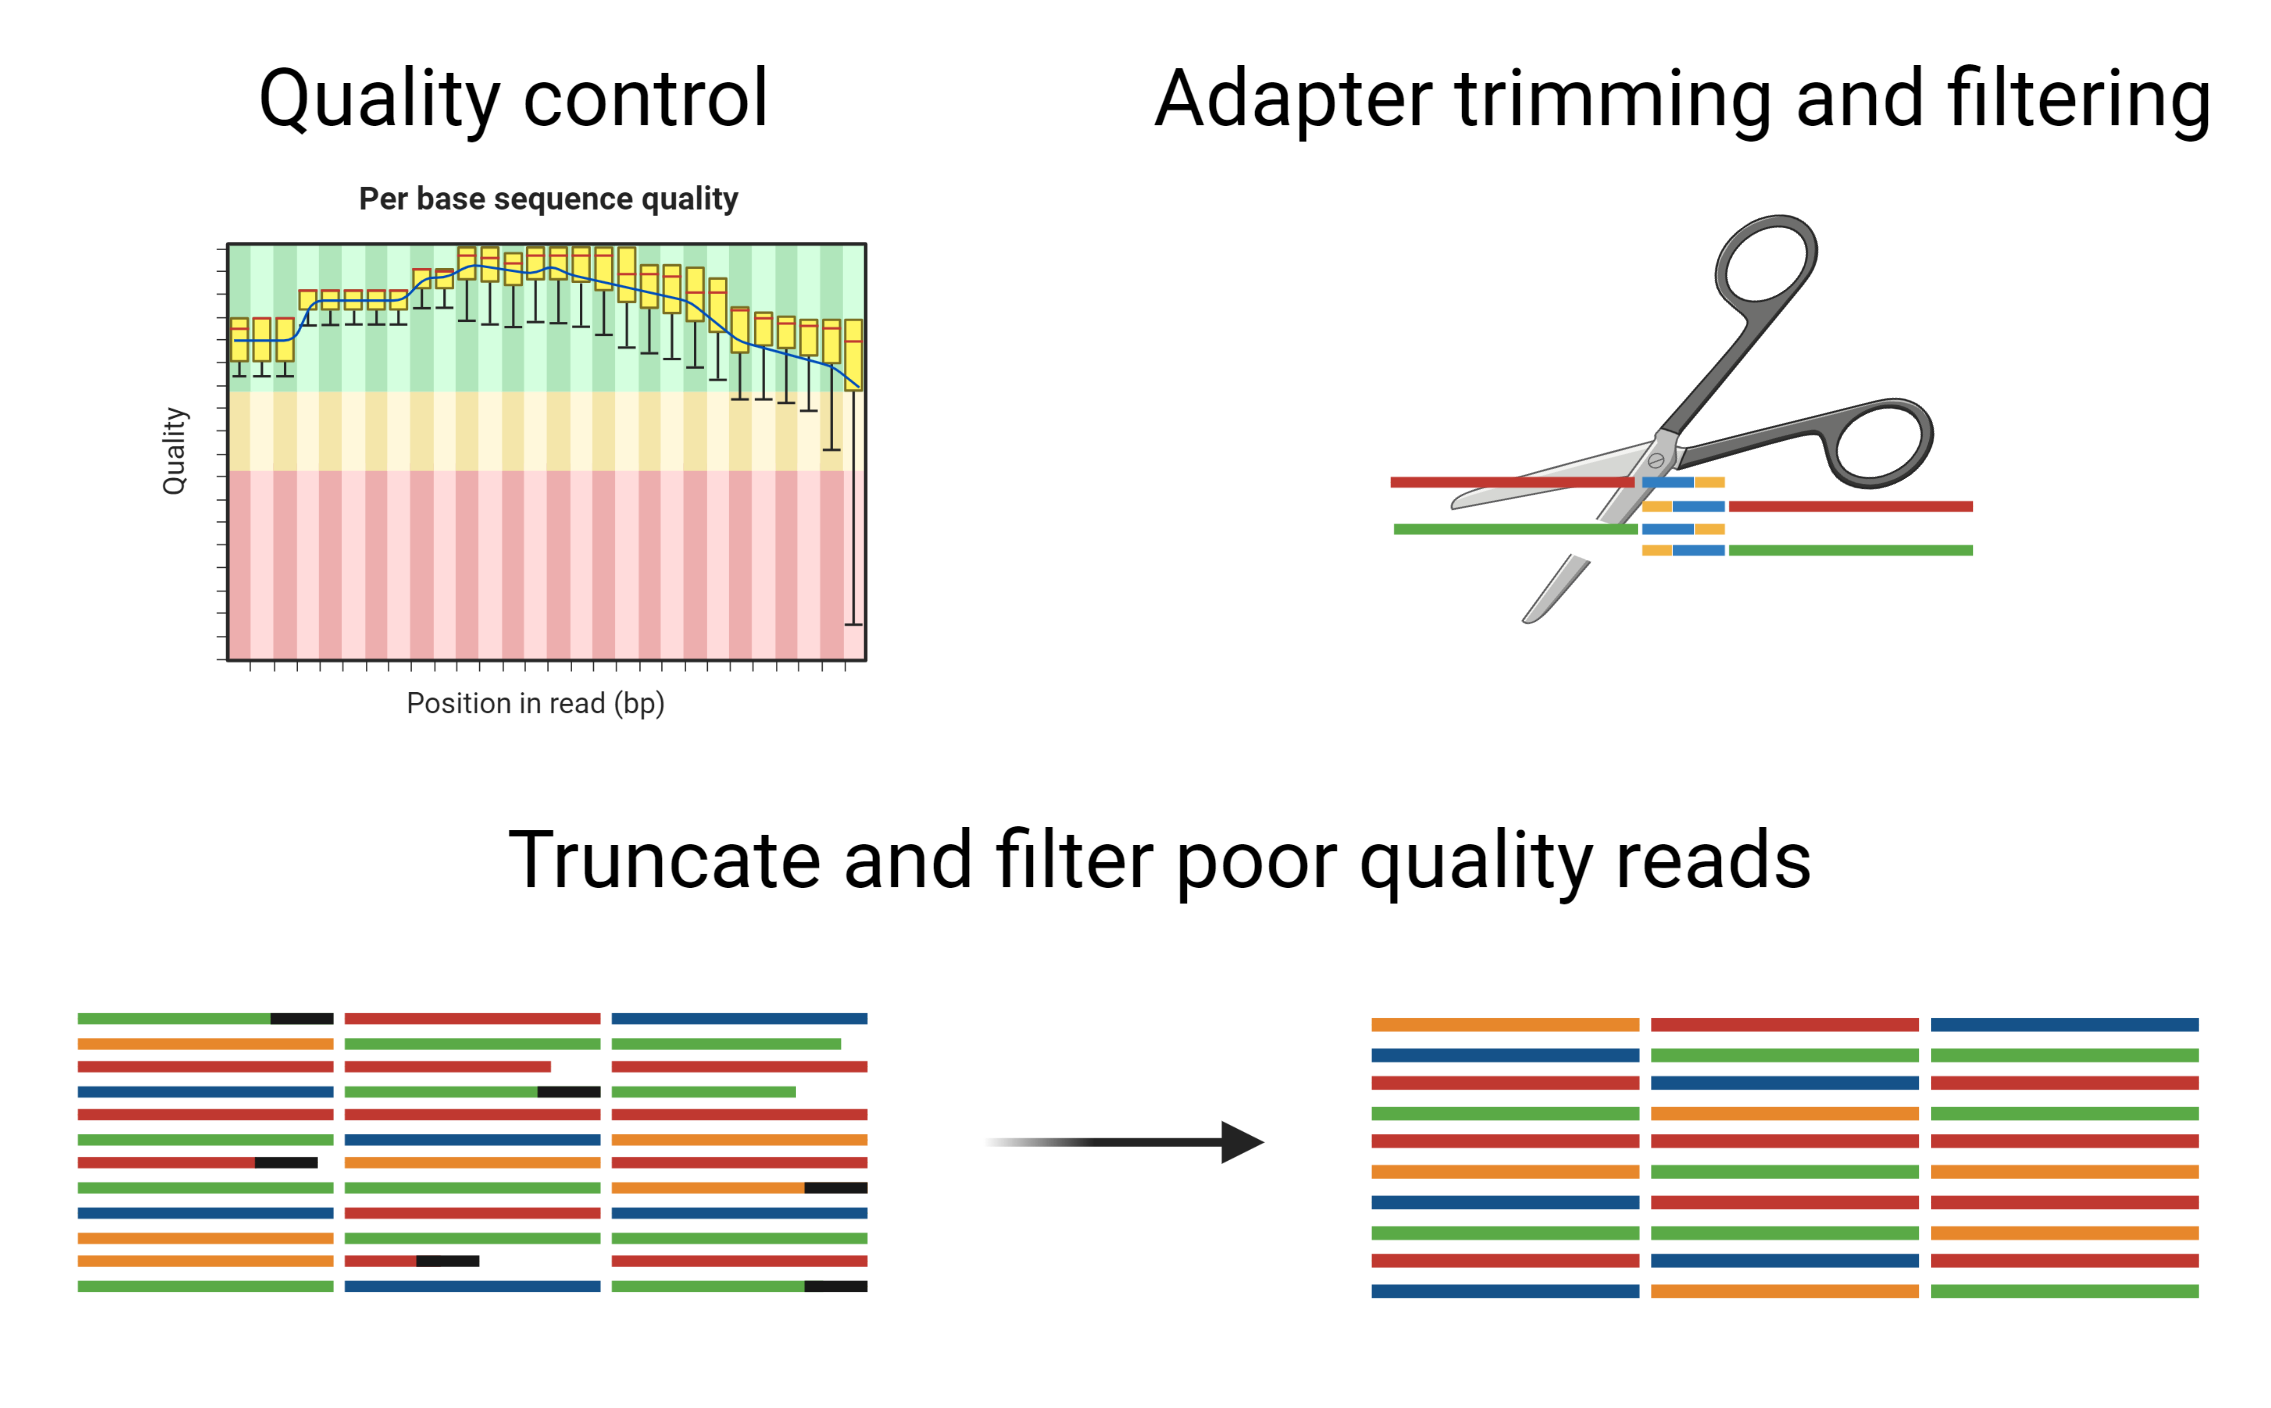 Quality control
Adapter trimming and filtering
Per base sequence quality
Quality
Position in read (bp)
Truncate and filter poor quality reads